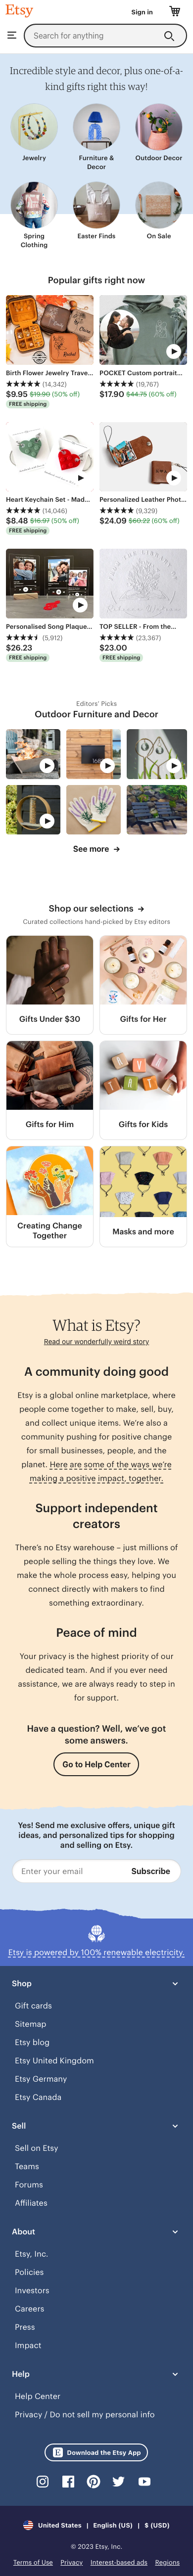 Etsy
Sign in
Search for anything
Incredible style and decor, plus one-of-a-
kind gifts right this way!
Jewelry
Furniture &
Decor
Outdoor Decor
Spring
Clothing
Easter Finds
On Sale
Popular gifts right now
Birth Flower Jewelry Trave...
(14,342)
$9.95 $19.90 (50% off)
FREE shipping
POCKET Custom portrait...
(19,767)
$17.90 $44.75 (60% off)
Heart Keychain Set - Mad...
(14,046)
$8.48 $16.97 (50% off)
FREE shipping
Personalized Leather Phot...
(9,329)
$24.09 $60.22 (60% off)
Personalised Song Plaque...
(5,912)
$26.23
FREE shipping
TOP SELLER - From the...
(23,367)
$23.00
FREE shipping
Editors' Picks
Outdoor Furniture and Decor
See more →
Shop our selections →
Curated collections hand-picked by Etsy editors
Gifts Under $30
Gifts for Her
Gifts for Him
Gifts for Kids
Creating Change
Together
Masks and more
What is Etsy?
Read our wonderfully weird story
A community doing good
Etsy is a global online marketplace, where
people come together to make, sell, buy,
and collect unique items. We're also a
community pushing for positive change
for small businesses, people, and the
planet. Here are some of the ways we're
making a positive impact, together.
Support independent
creators
There's no Etsy warehouse – just millions of
people selling the things they love. We
make the whole process easy, helping you
connect directly with makers to find
something extraordinary.
Peace of mind
Your privacy is the highest priority of our
dedicated team. And if you ever need
assistance, we are always ready to step in
for support.
Have a question? Well, we've got
some answers.
Go to Help Center
Yes! Send me exclusive offers, unique gift
ideas, and personalized tips for shopping
and selling on Etsy.
Enter your email
Subscribe
Etsy is powered by 100% renewable electricity.
Shop
Gift cards
Sitemap
Etsy blog
Etsy United Kingdom
Etsy Germany
Etsy Canada
Sell
Sell on Etsy
Teams
Forums
Affiliates
About
Etsy, Inc.
Policies
Investors
Careers
Press
Impact
Help
Help Center
Privacy / Do not sell my personal info
Download the Etsy App
United States | English (US) | $ (USD)
© 2023 Etsy, Inc.
Terms of Use Privacy Interest-based ads Regions